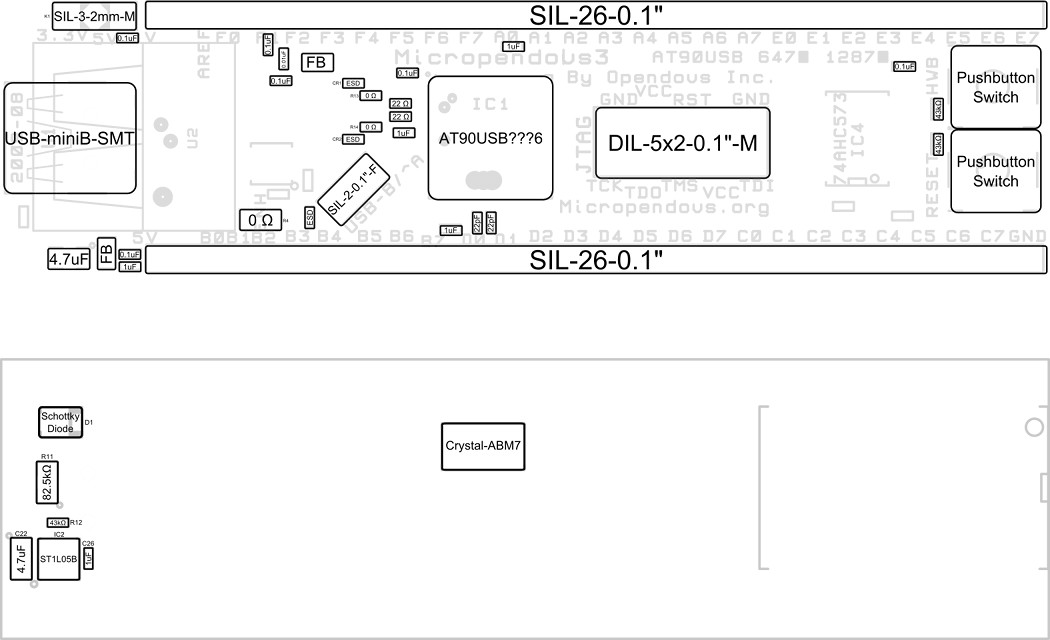 R1
SIL-3-2mm-M
SIL-26-0.1"
3.3V 5V V
0.1uF
AREF
F0 F1 F2 F3 F4 F5 F6 F7 A0 A1 A2 A3 A4 A5 A6 A7 E0 E1 E2 E3 E4 E5 E6 E7
0.1uF
0.01uF
FB
0.1uF
1uF
Micropendous3
AT90USB 647 1287
0.1uF
HWB
By Opendous Inc.
0.1uF
CR1
ESD
R13
0 Ω
22 Ω
22 Ω
R14
0 Ω
CR2
ESD
1uF
IC1
AT90USB???6
GND VCC RST GND
JTAG
DIL-5x2-0.1"-M
TCK TDO TMS VCC TDI
Micropendous.org
74AHC573
IC4
43kΩ
43kΩ
Pushbutton
Switch
Pushbutton
Switch
RESET
USB-miniB-SMT
U2
SIL-2-0.1"-F
0 Ω
R4
ESD
1uF
22pF
22pF
5V
B0 B1 B2 B3 B4 B5 B6 B7 D0 D1 D2 D3 D4 D5 D6 D7 C0 C1 C2 C3 C4 C5 C6 C7 GND
4.7uF
FB
0.1uF
1uF
SIL-26-0.1"
Schottky
Diode
D1
R11
82.5kΩ
43kΩ
R12
C22
4.7uF
IC2
ST1L05B
C26
1uF
Crystal-ABM7